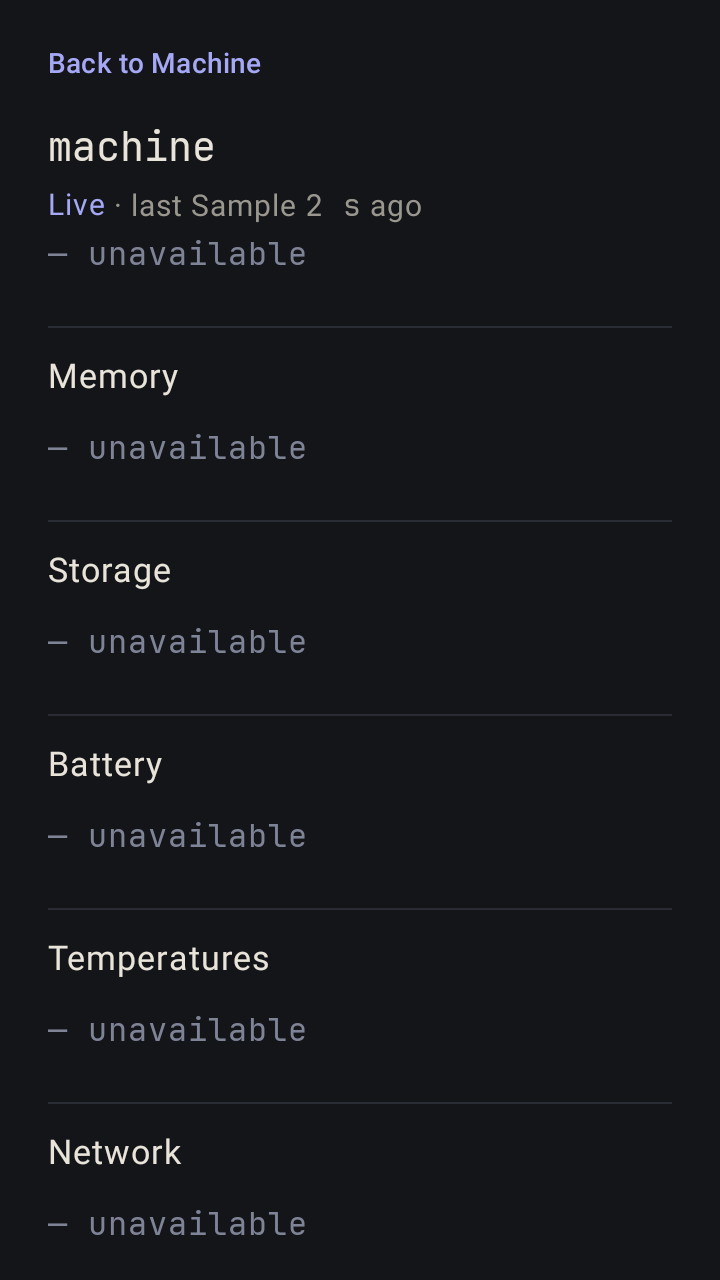 Back to Machine
machine
Live · last Sample 2 s ago
— unavailable
Memory
— unavailable
Storage
— unavailable
Battery
— unavailable
Temperatures
— unavailable
Network
— unavailable